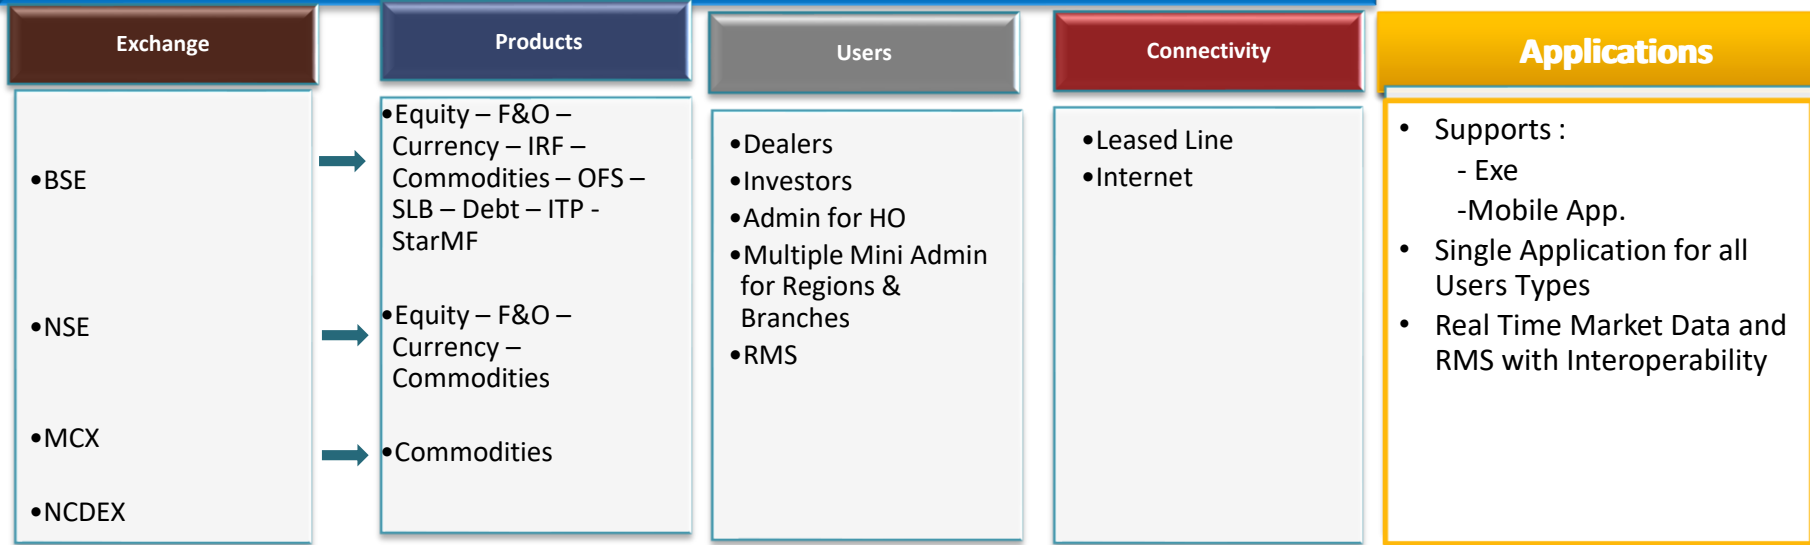 Exchange
•BSE
•NSE
•MCX
•NCDEX
Products
•Equity – F&O –
Currency – IRF –
Commodities – OFS –
SLB – Debt – ITP -
StarMF
•Equity – F&O –
Currency –
Commodities
•Commodities
Users
•Dealers
•Investors
•Admin for HO
•Multiple Mini Admin
for Regions &
Branches
•RMS
Connectivity
•Leased Line
•Internet
Applications
• Supports :
- Exe
-Mobile App.
• Single Application for all
Users Types
• Real Time Market Data and
RMS with Interoperability